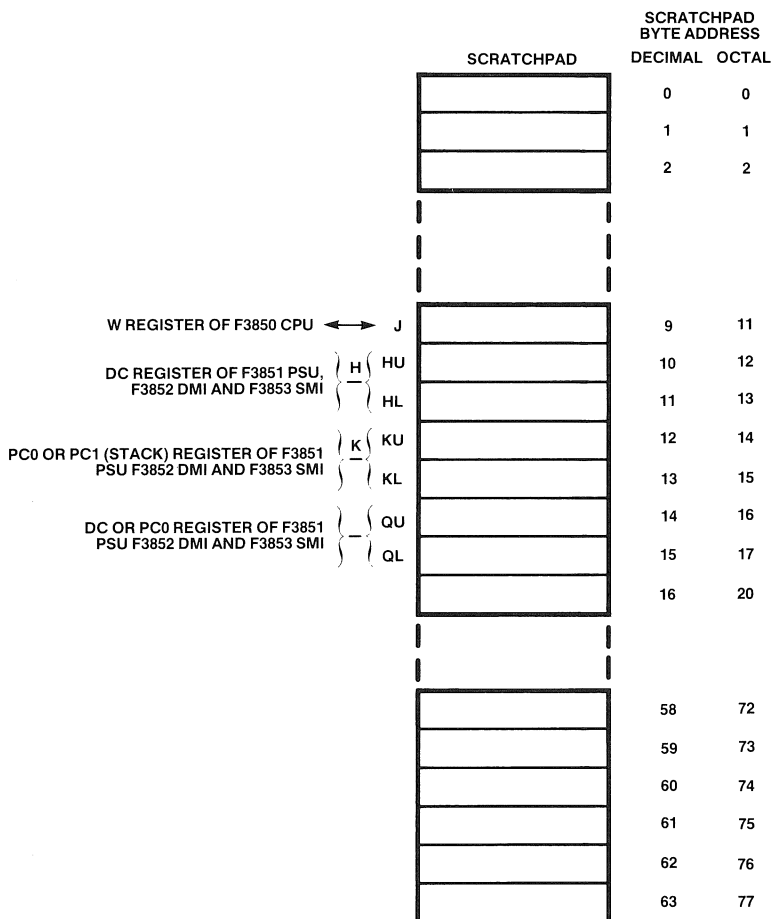 SCRATCHPAD
BYTE ADDRESS
SCRATCHPAD DECIMAL OCTAL
0 0
1 1
2 2
W REGISTER OF F3850 CPU J 9 11
DC REGISTER OF F3851 PSU,
F3852 DMI AND F3853 SMI
H HU 10 12
HL 11 13
PC0 OR PC1 (STACK) REGISTER OF F3851
PSU F3852 DMI AND F3853 SMI
K KU 12 14
KL 13 15
DC OR PC0 REGISTER OF F3851
PSU F3852 DMI AND F3853 SMI
QU 14 16
QL 15 17
16 20
58 72
59 73
60 74
61 75
62 76
63 77